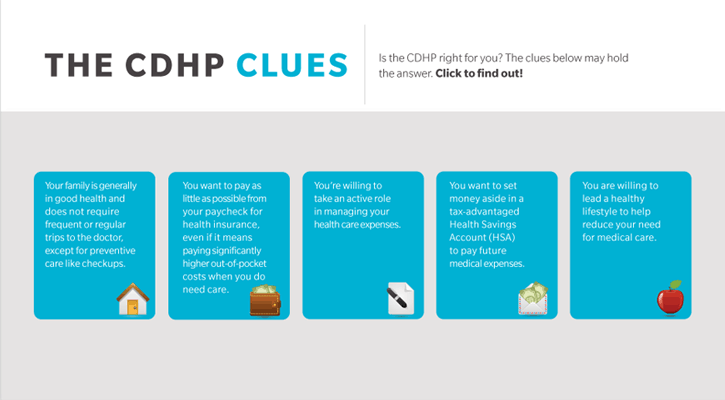 THE CDHP CLUES
Is the CDHP right for you? The clues below may hold
the answer. Click to find out!
Your family is generally
in good health and
does not require
frequent or regular
trips to the doctor,
except for preventive
care like checkups.
You want to pay as
little as possible from
your paycheck for
health insurance,
even if it means
paying significantly
higher out-of-pocket
costs when you do
need care.
You're willing to
take an active role
in managing your
health care expenses.
You want to set
money aside in a
tax-advantaged
Health Savings
Account (HSA)
to pay future
medical expenses.
You are willing to
lead a healthy
lifestyle to help
reduce your need
for medical care.